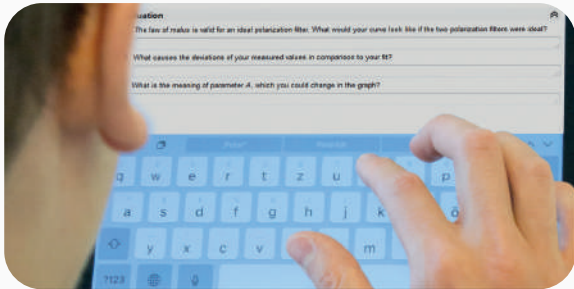 uation
The law of malus is valid for an ideal polarization filter. What would your curve look like if the two polarization filters were ideal?
What causes the deviations of your measured values in comparison to your fit?
What is the meaning of parameter A, which you could change in the graph?
q w e r t z u p
a s d f g h j k ö
y x c v m
?123